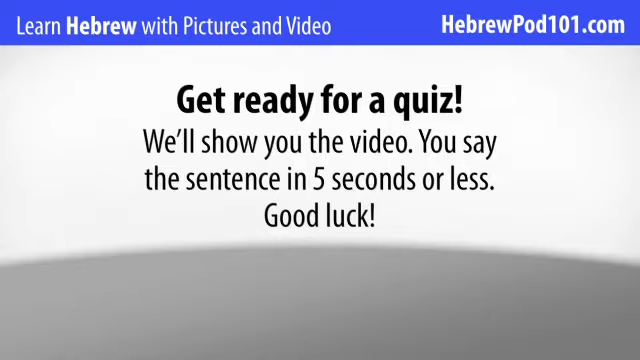 Learn Hebrew with Pictures and Video
HebrewPod101.com
Get ready for a quiz!
We'll show you the video. You say
the sentence in 5 seconds or less.
Good luck!